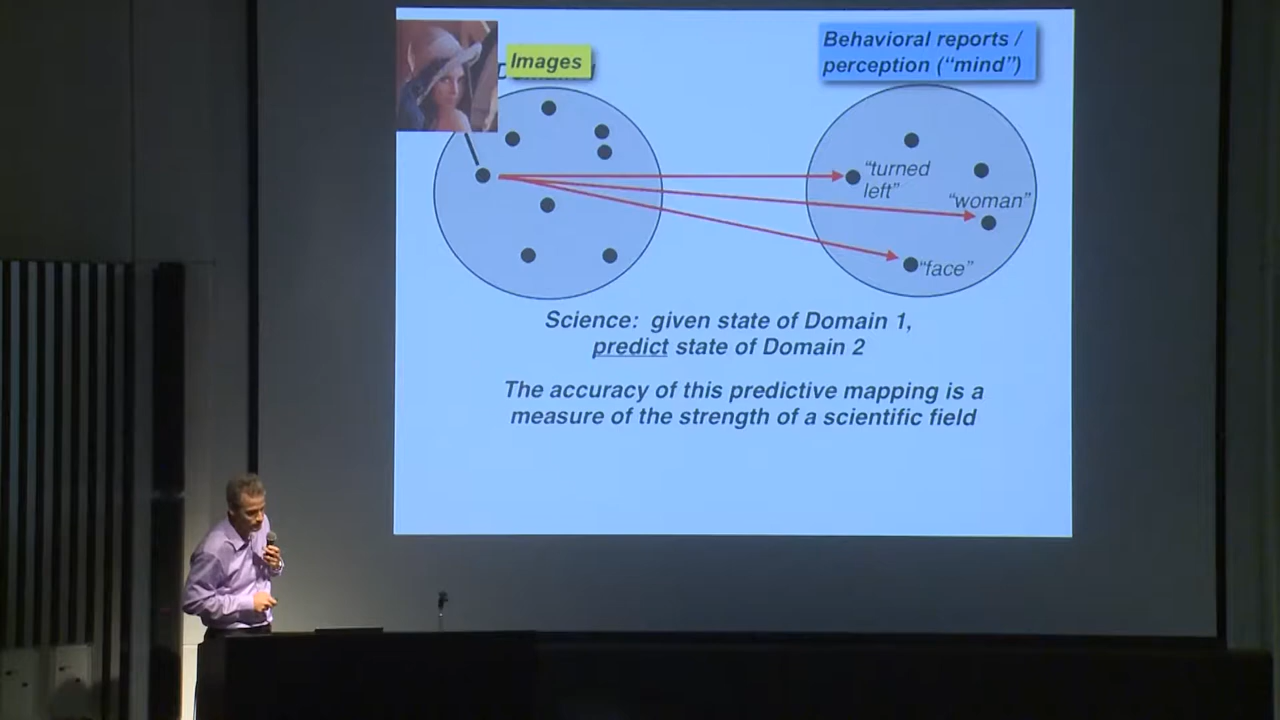 Images
Behavioral reports /
perception (“mind”)
“turned
left”
“woman”
“face”
Science: given state of Domain 1,
predict state of Domain 2
The accuracy of this predictive mapping is a
measure of the strength of a scientific field